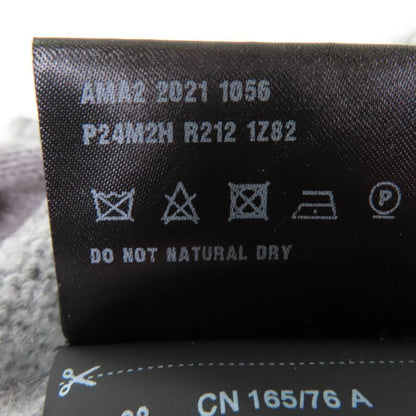 AMA2 2021 1056
P24M2H R212 1Z82
P
DO NOT NATURAL DRY
CN 165/76 A